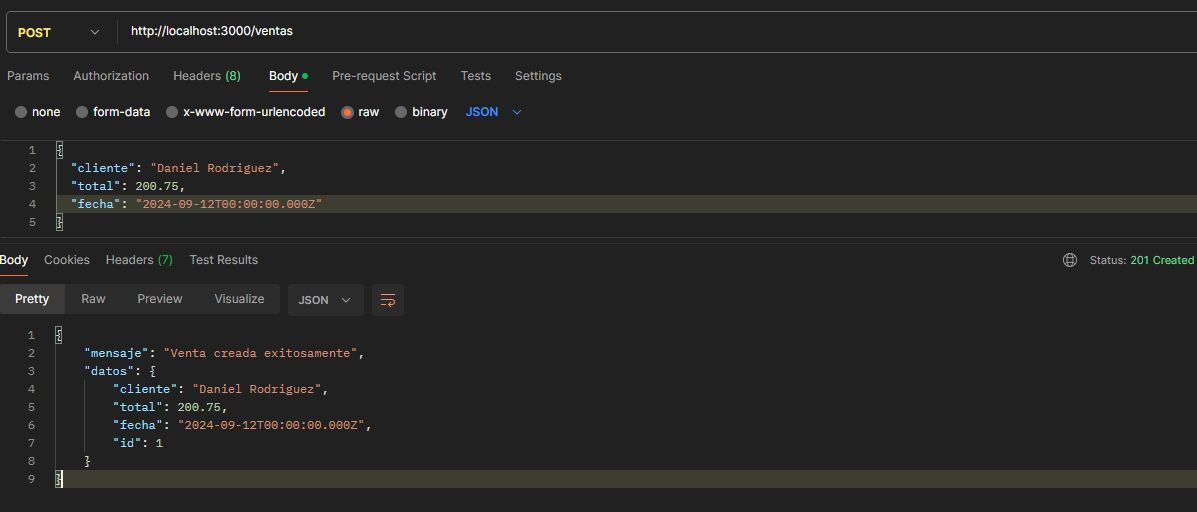 POST http://localhost:3000/ventas
Params Authorization Headers (8) Body Pre-request Script Tests Settings
none form-data x-www-form-urlencoded raw binary JSON
1 {
2 "cliente": "Daniel Rodriguez",
3 "total": 200.75,
4 "fecha": "2024-09-12T00:00:00.000Z"
5 }
Body Cookies Headers (7) Test Results Status: 201 Created
Pretty Raw Preview Visualize JSON
1 {
2 "mensaje": "Venta creada exitosamente",
3 "datos": {
4 "cliente": "Daniel Rodriguez",
5 "total": 200.75,
6 "fecha": "2024-09-12T00:00:00.000Z",
7 "id": 1
8 }
9 }